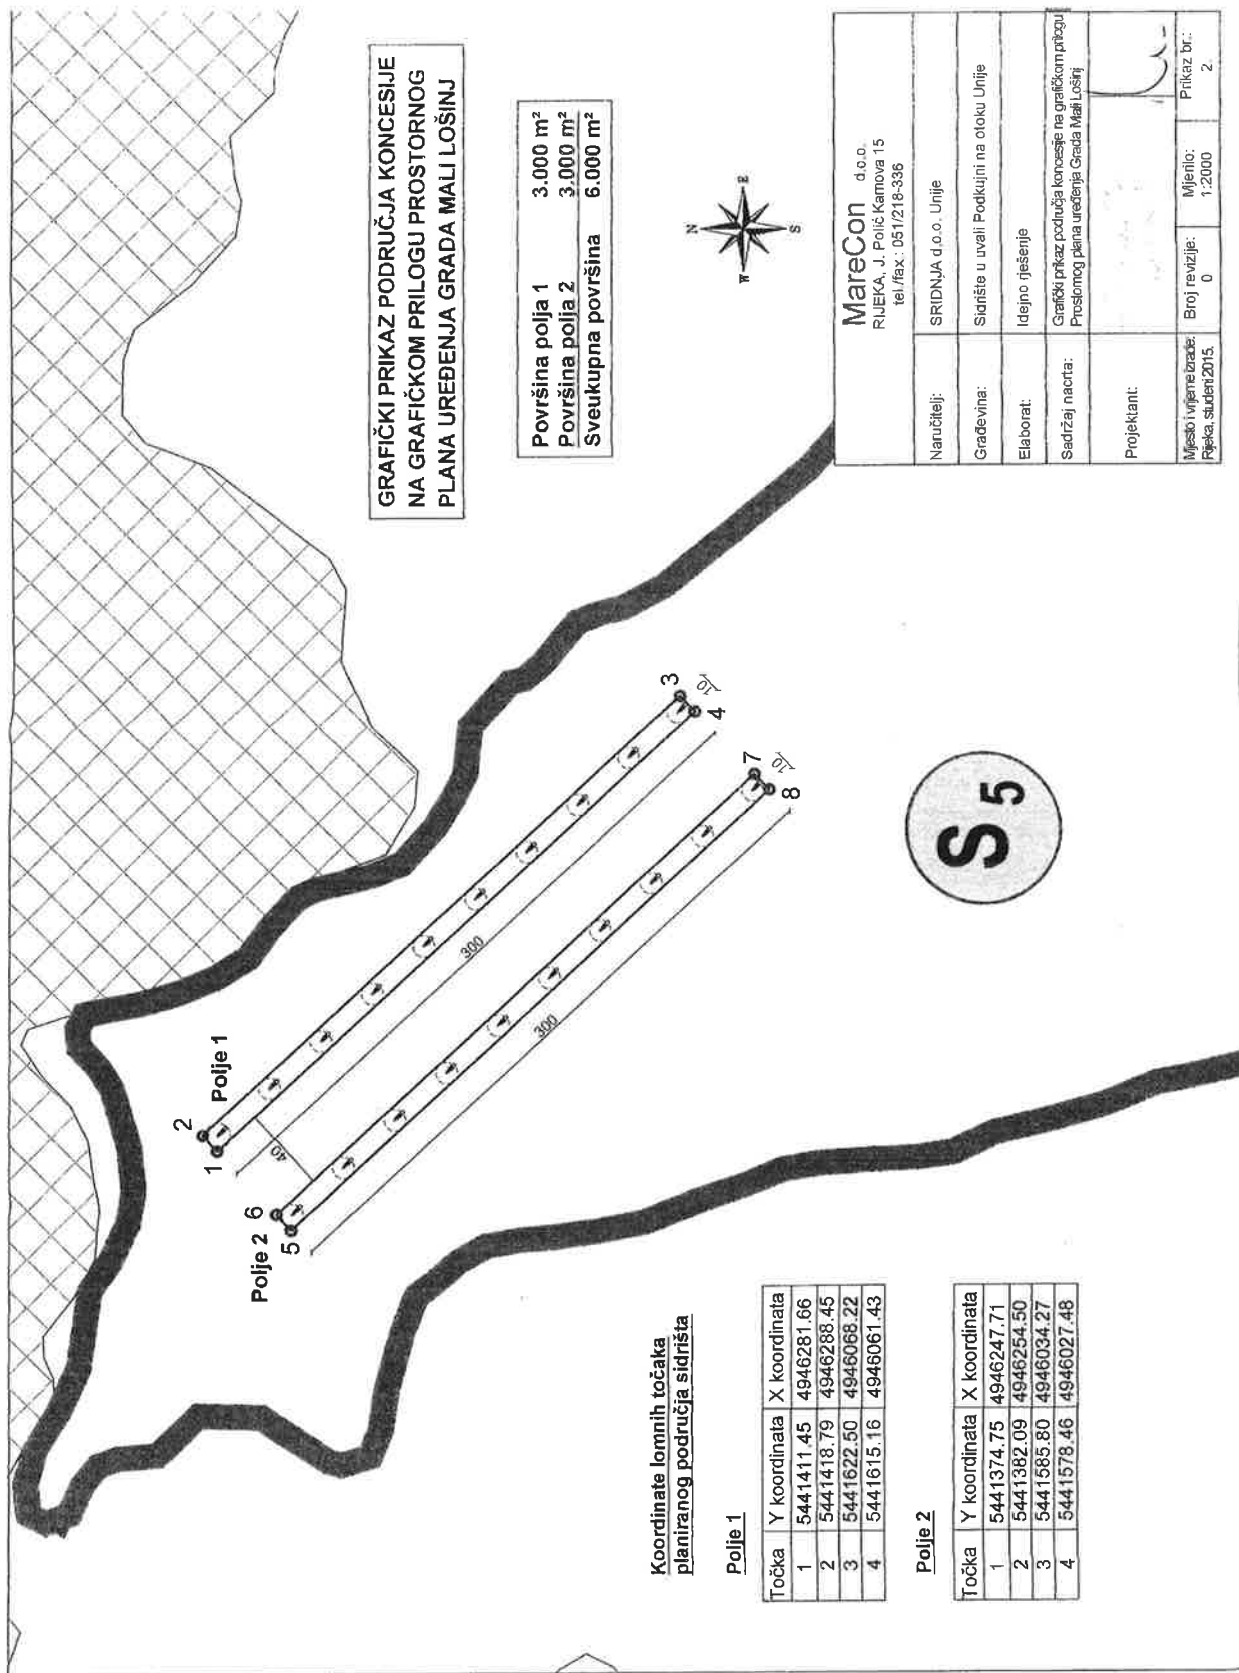 GRAFIČKI PRIKAZ PODRUČJA KONCESIJE
NA GRAFIČKOM PRILOGU PROSTORNOG
PLANA UREĐENJA GRADA MALI LOŠINJ
Površina polja 1 3.000 m²
Površina polja 2 3.000 m²
Sveukupna površina 6.000 m²
N
W
E
S
Polje 1
2
1
3
4
10
300
40
Polje 2
6
5
7
8
10
300
S 5
Koordinate lomnih točaka
planiranog područja sidrišta
Polje 1
Točka Y koordinata X koordinata
1 5441411.45 4946281.66
2 5441418.79 4946288.45
3 5441622.50 4946068.22
4 5441615.16 4946061.43
Polje 2
Točka Y koordinata X koordinata
1 5441374.75 4946247.71
2 5441382.09 4946254.50
3 5441585.80 4946034.27
4 5441578.46 4946027.48
MareCon d.o.o.
RIJEKA, J. Polić Kamova 15
tel./fax.: 051/218-336
Naručitelj: SRIDNJA d.o.o. Unije
Građevina: Sidrište u uvali Podkujni na otoku Unije
Elaborat: Idejno rješenje
Sadržaj nacrta: Grafički prikaz područja koncesije na grafičkom prilogu
Prostornog plana uređenja Grada Mali Lošinj
Projektant:
Mjesto i vrijeme izrade: Broj revizije: Mjerilo: Prikaz br.:
Rijeka, studeni 2015. 0 1:2000 2.